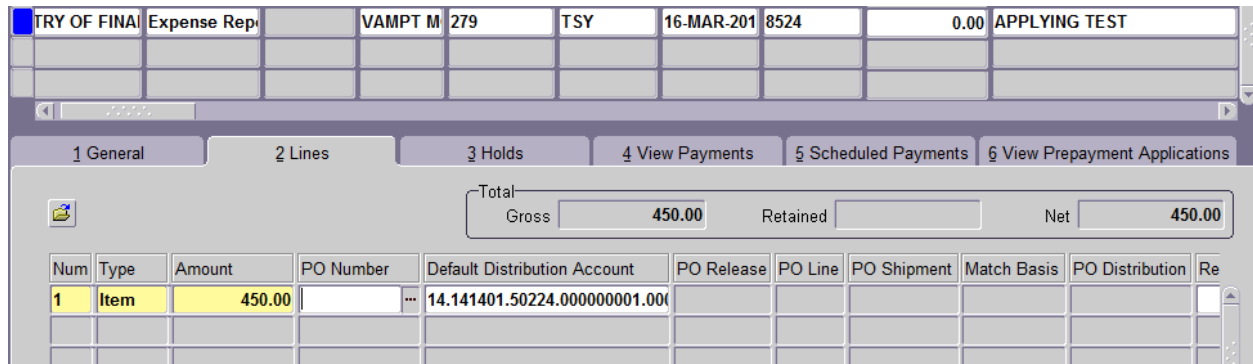 TRY OF FINAI Expense Repo VAMPT M 279 TSY 16-MAR-201 8524 0.00 APPLYING TEST
1 General 2 Lines 3 Holds 4 View Payments 5 Scheduled Payments 6 View Prepayment Applications
Total
Gross 450.00 Retained Net 450.00
Num Type Amount PO Number Default Distribution Account PO Release PO Line PO Shipment Match Basis PO Distribution Re
1 Item 450.00 ... 14.141401.50224.000000001.000